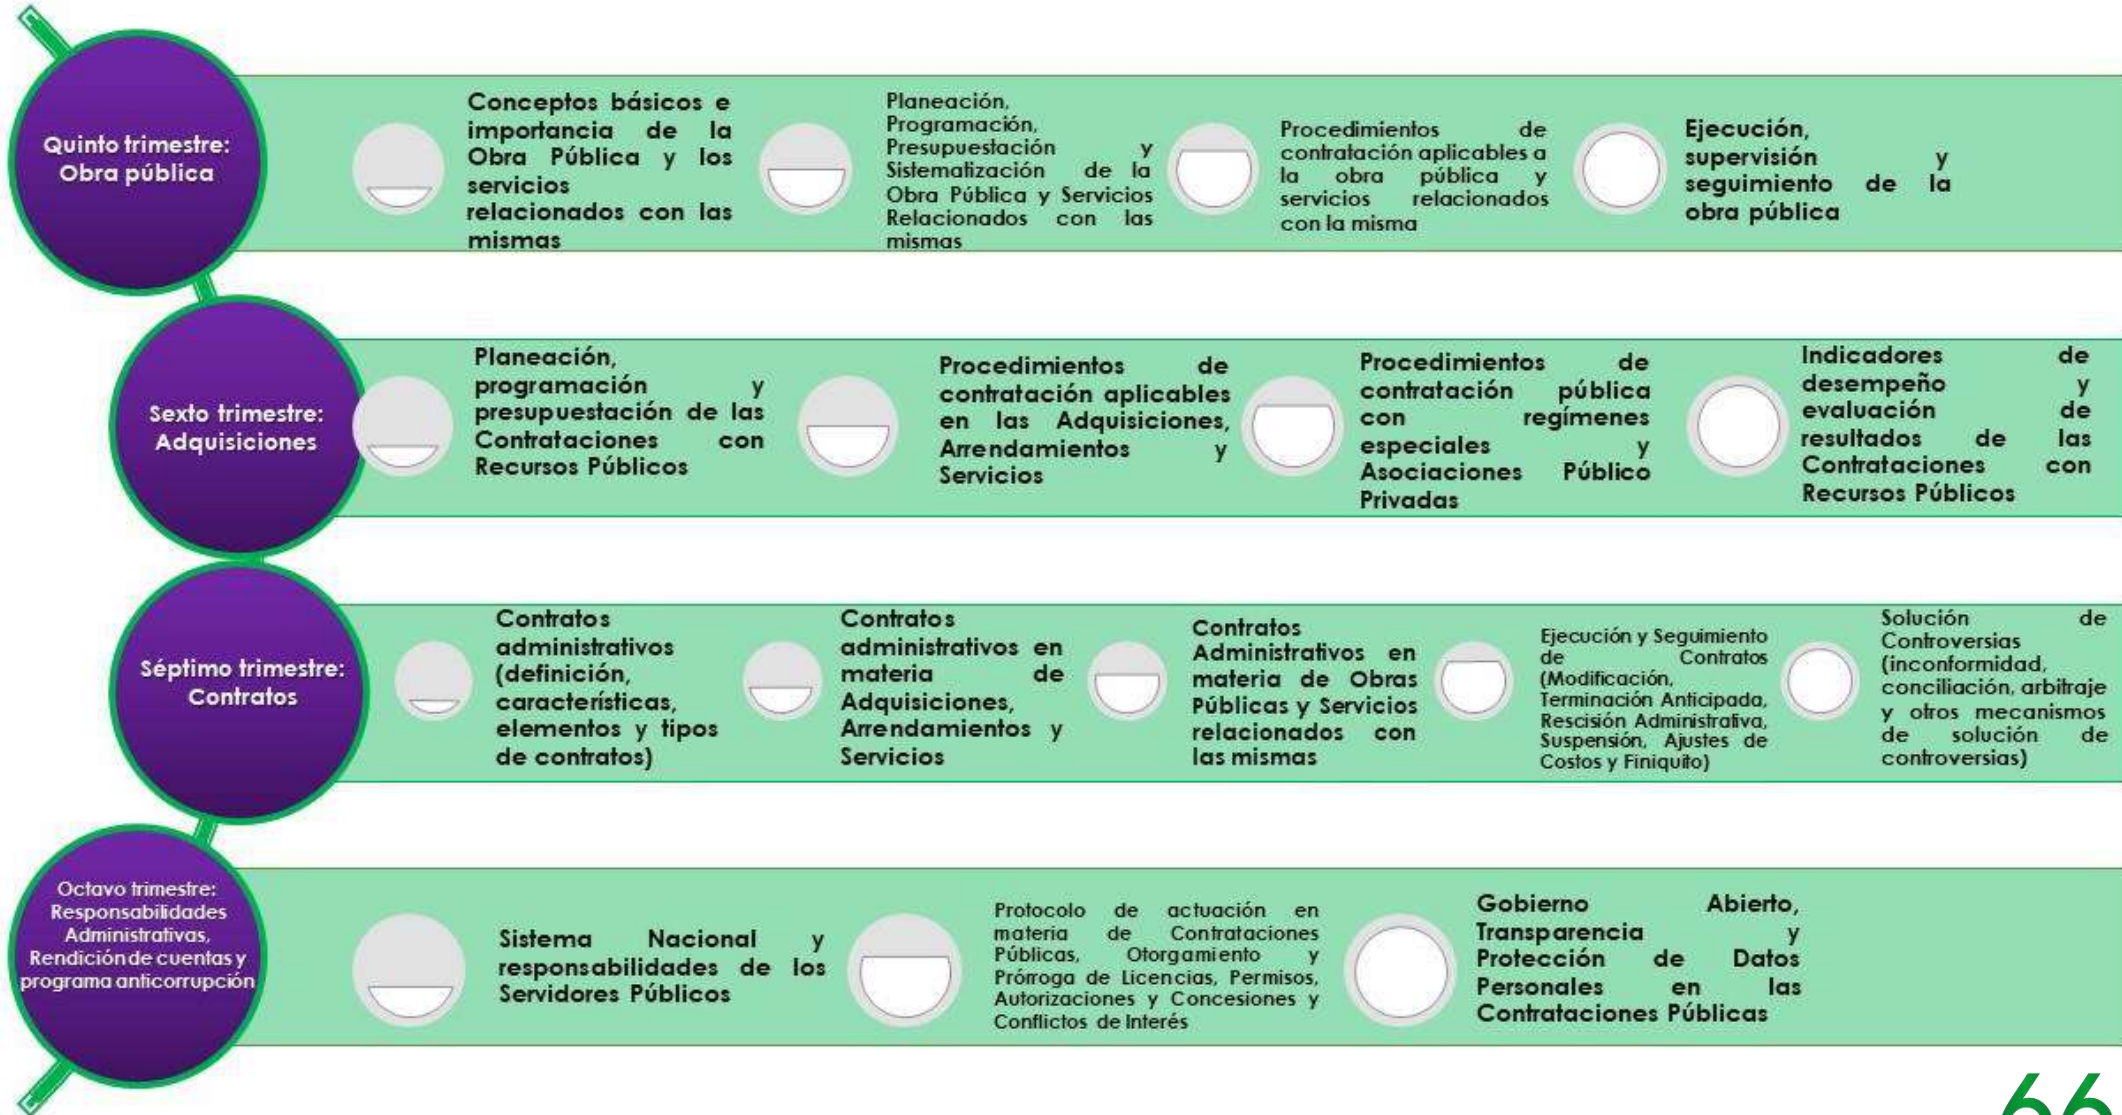 Quinto trimestre:
Obra pública
Conceptos básicos e
importancia de la
Obra Pública y los
servicios
relacionados con las
mismas
Planeación,
Programación,
Presupuestación y
Sistematización de la
Obra Pública y Servicios
Relacionados con las
mismas
Procedimientos de
contratación aplicables a
la obra pública y
servicios relacionados
con la misma
Ejecución,
supervisión y
seguimiento de la
obra pública
Sexto trimestre:
Adquisiciones
Planeación,
programación y
presupuestación de las
Contrataciones con
Recursos Públicos
Procedimientos de
contratación aplicables
en las Adquisiciones,
Arrendamientos y
Servicios
Procedimientos de
contratación pública
con regímenes
especiales y
Asociaciones Público
Privadas
Indicadores de
desempeño y
evaluación de
resultados de las
Contrataciones con
Recursos Públicos
Séptimo trimestre:
Contratos
Contratos
administrativos
(definición,
características,
elementos y tipos
de contratos)
Contratos
administrativos en
materia de
Adquisiciones,
Arrendamientos y
Servicios
Contratos
Administrativos en
materia de Obras
Públicas y Servicios
relacionados con
las mismas
Ejecución y Seguimiento
de Contratos
(Modificación,
Terminación Anticipada,
Rescisión Administrativa,
Suspensión, Ajustes de
Costos y Finiquito)
Solución de
Controversias
(inconformidad,
conciliación, arbitraje
y otros mecanismos
de solución de
controversias)
Octavo trimestre:
Responsabilidades
Administrativas,
Rendición de cuentas y
programa anticorrupción
Sistema Nacional y
responsabilidades de los
Servidores Públicos
Protocolo de actuación en
materia de Contrataciones
Públicas, Otorgamiento y
Prórroga de Licencias, Permisos,
Autorizaciones y Concesiones y
Conflictos de Interés
Gobierno Abierto,
Transparencia y
Protección de Datos
Personales en las
Contrataciones Públicas
66